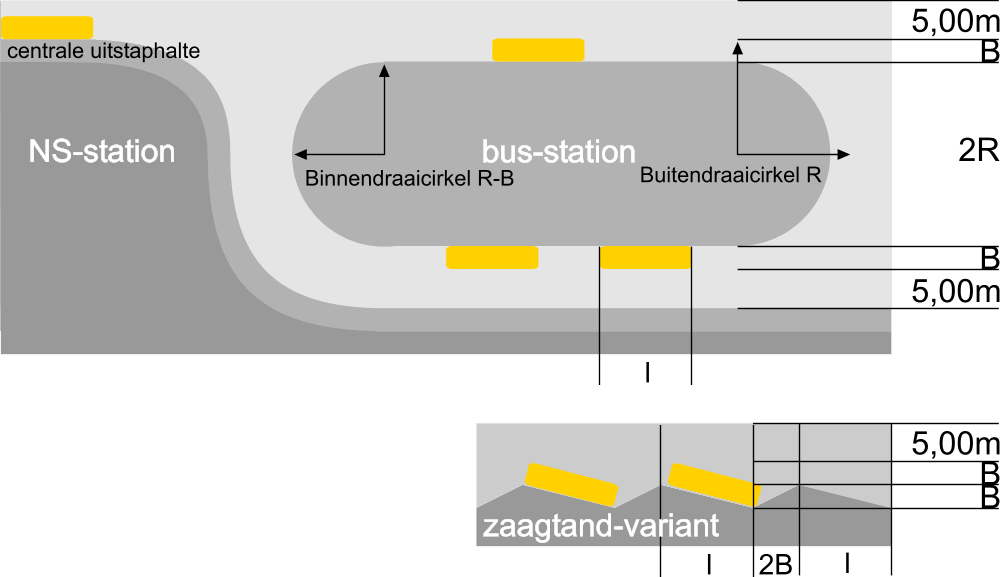 5,00m
B
centrale uitstaphalte
NS-station
bus-station
2R
Binnendraaicirkel R-B
Buitendraaicirkel R
B
5,00m
l
5,00m
B
B
zaagtand-variant
l
2B
l